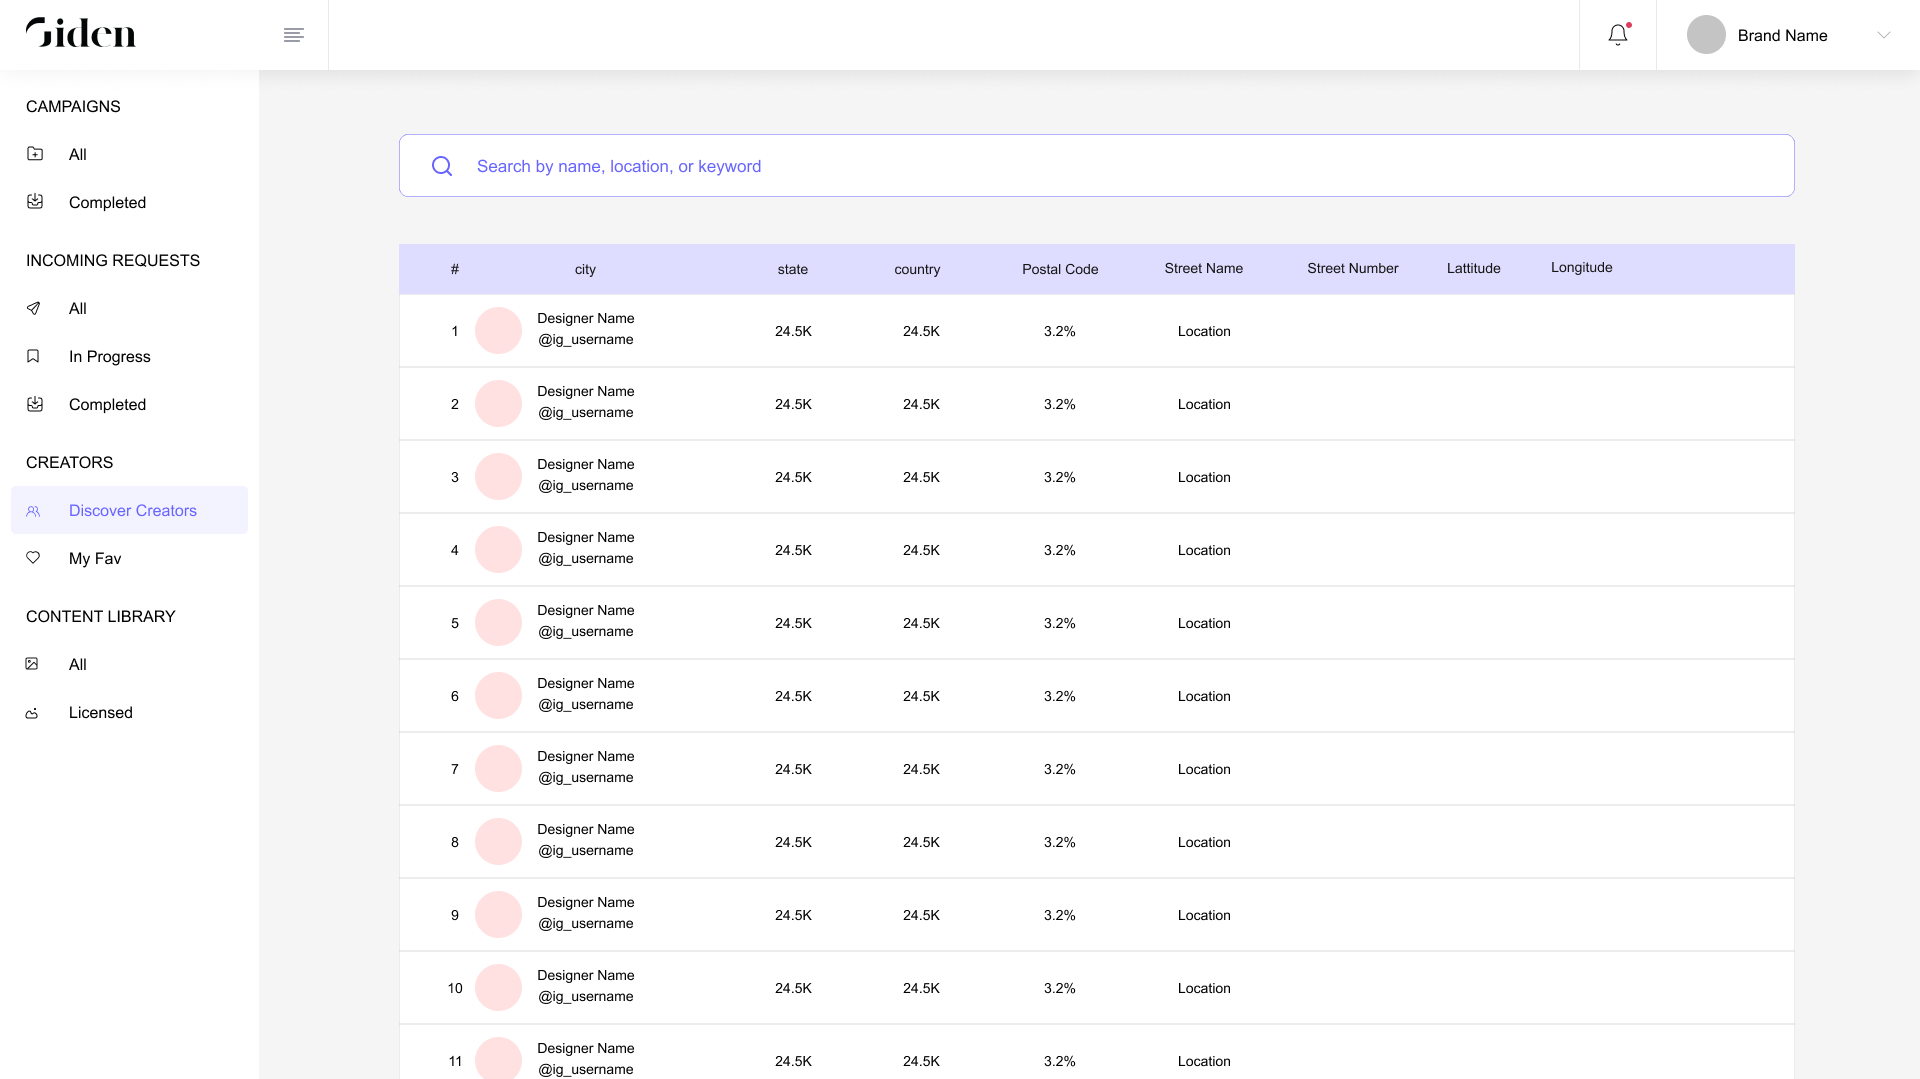 Giden
Brand Name
CAMPAIGNS
All
Completed
INCOMING REQUESTS
All
In Progress
Completed
CREATORS
Discover Creators
My Fav
CONTENT LIBRARY
All
Licensed
Search by name, location, or keyword
# city state country Postal Code Street Name Street Number Lattitude Longitude
1 Designer Name 24.5K 24.5K 3.2% Location
@ig_username
2 Designer Name 24.5K 24.5K 3.2% Location
@ig_username
3 Designer Name 24.5K 24.5K 3.2% Location
@ig_username
4 Designer Name 24.5K 24.5K 3.2% Location
@ig_username
5 Designer Name 24.5K 24.5K 3.2% Location
@ig_username
6 Designer Name 24.5K 24.5K 3.2% Location
@ig_username
7 Designer Name 24.5K 24.5K 3.2% Location
@ig_username
8 Designer Name 24.5K 24.5K 3.2% Location
@ig_username
9 Designer Name 24.5K 24.5K 3.2% Location
@ig_username
10 Designer Name 24.5K 24.5K 3.2% Location
@ig_username
11 Designer Name 24.5K 24.5K 3.2% Location
@ig_username